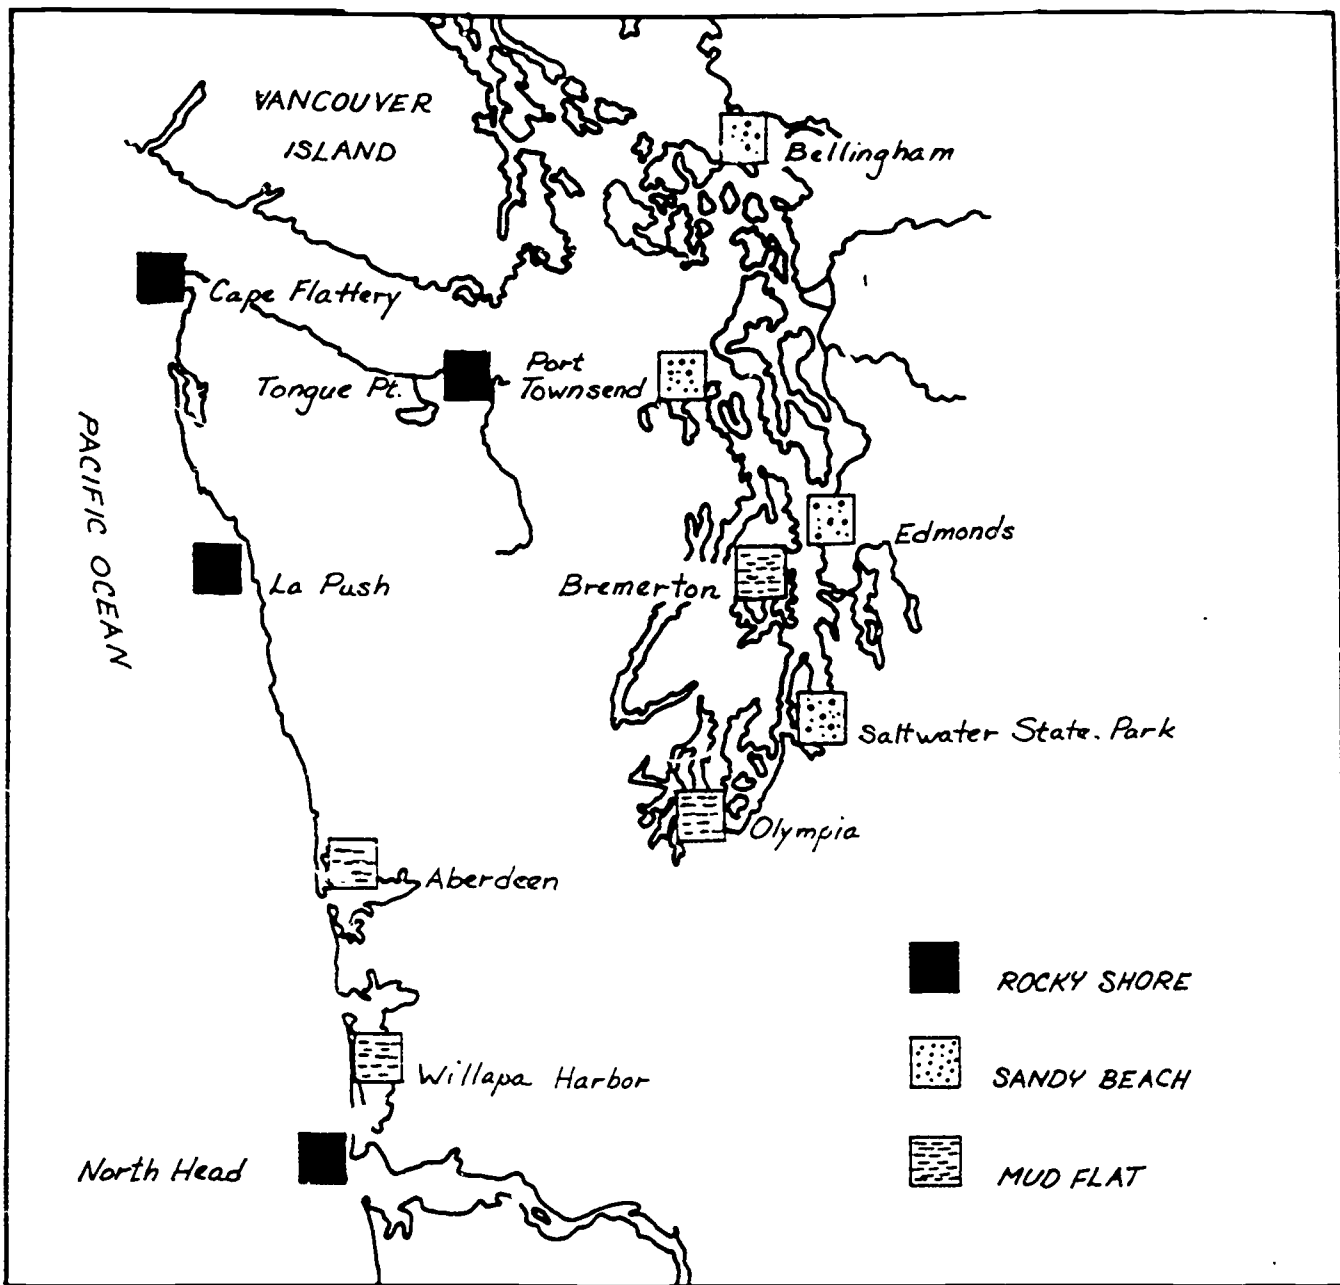 VANCOUVER
ISLAND
Bellingham
Cape Flattery
Port
Townsend
Tongue Pt.
PACIFIC OCEAN
Edmonds
La Push
Bremerton
Saltwater State. Park
Olympia
Aberdeen
ROCKY SHORE
Willapa Harbor
SANDY BEACH
North Head
MUD FLAT